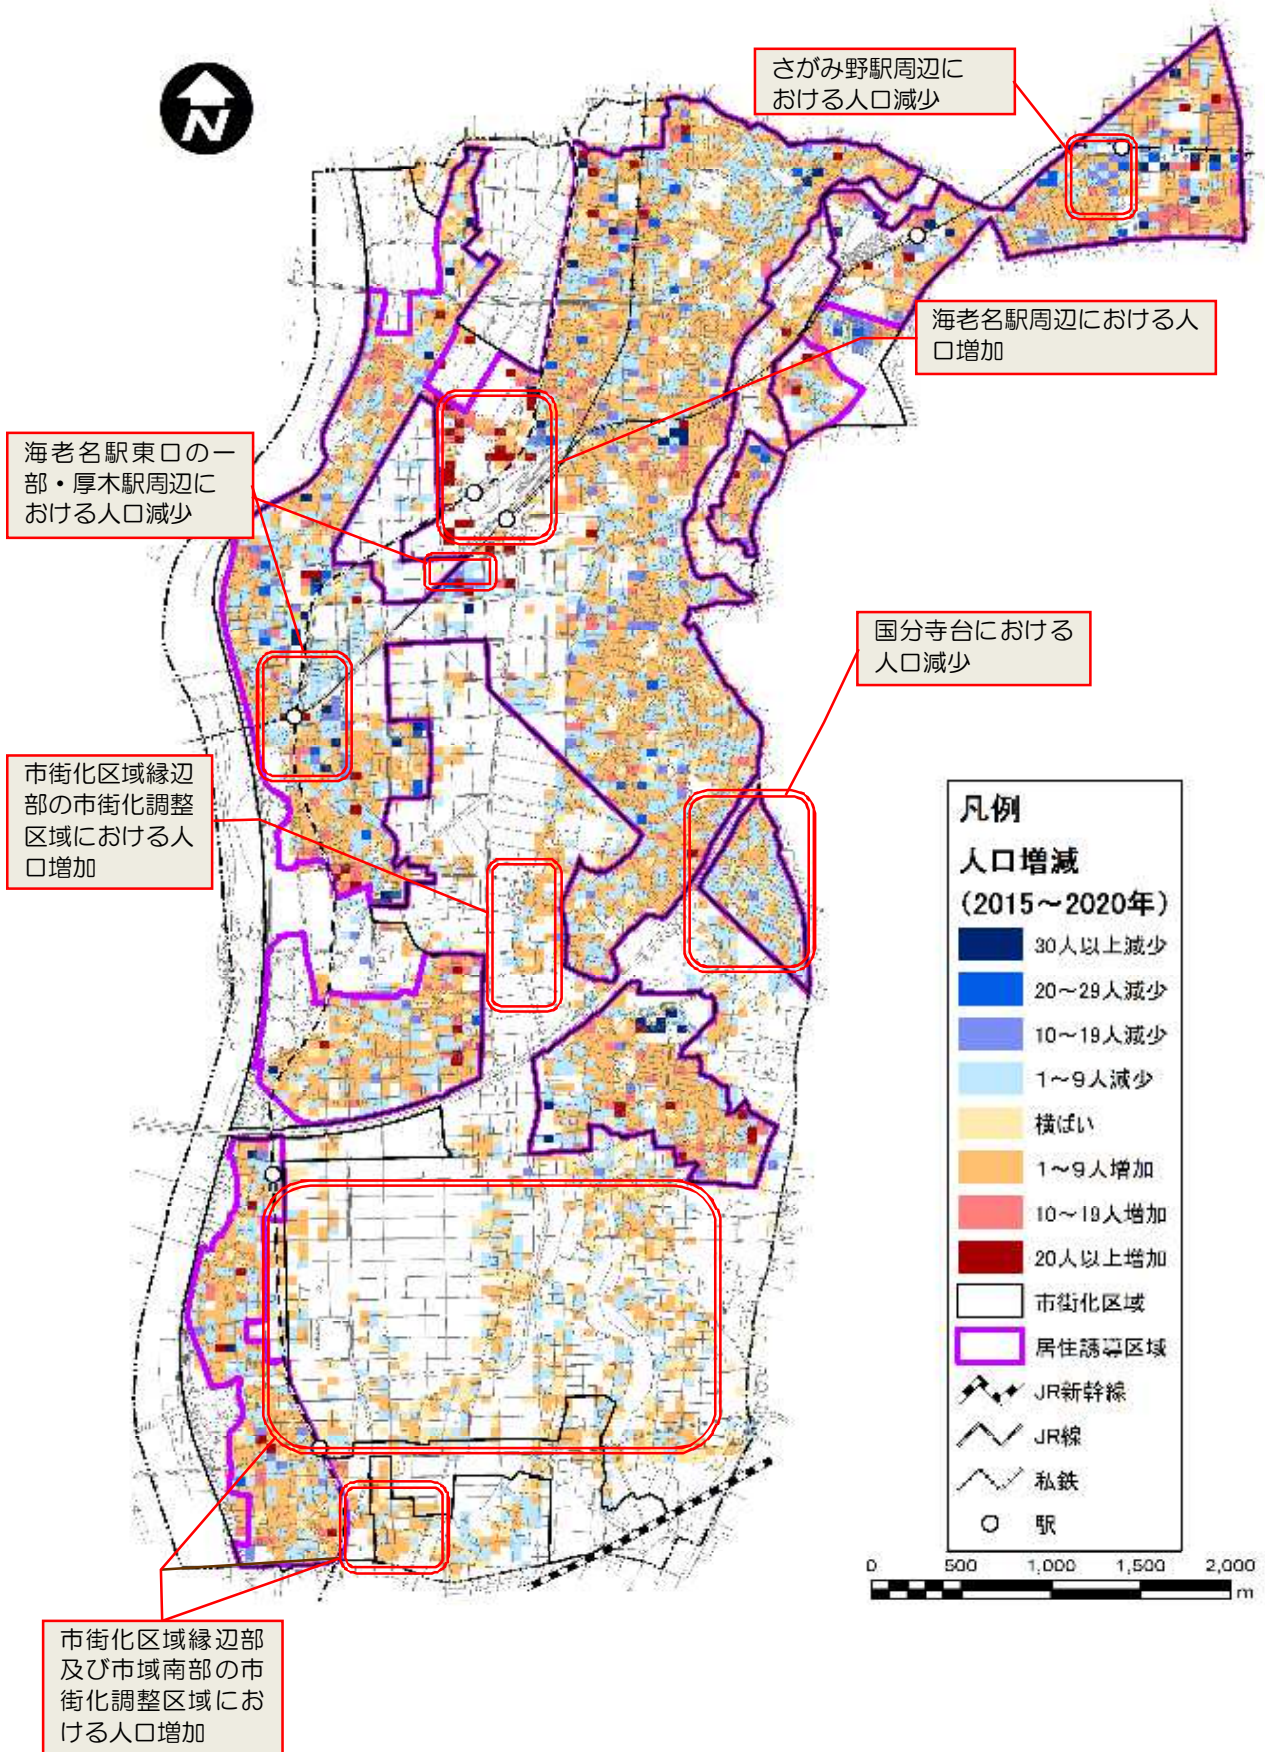 N
さがみ野駅周辺に
おける人口減少
海老名駅周辺における人
口増加
海老名駅東口の一
部・厚木駅周辺に
おける人口減少
国分寺台における
人口減少
市街化区域縁辺
部の市街化調整
区域における人
口増加
凡例
人口増減
(2015～2020年)
30人以上減少
20～29人減少
10～19人減少
1～9人減少
横ばい
1～9人増加
10～19人増加
20人以上増加
市街化区域
居住誘導区域
JR新幹線
JR線
私鉄
駅
0 500 1,000 1,500 2,000
m
市街化区域縁辺部
及び市域南部の市
街化調整区域にお
ける人口増加